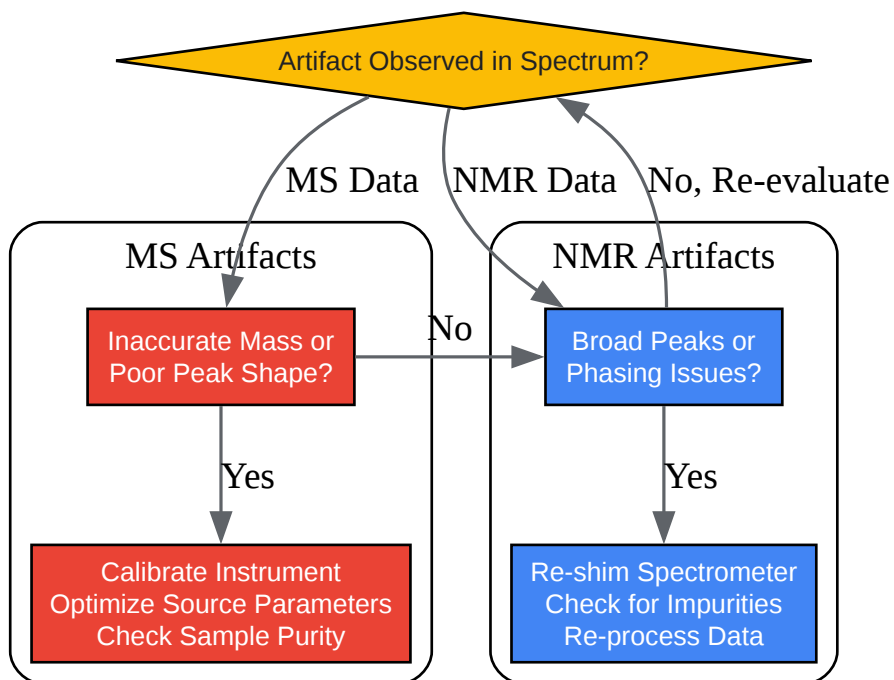 Artifact Observed in Spectrum?
MS Data
NMR Data
No, Re-evaluate
MS Artifacts
NMR Artifacts
Inaccurate Mass or
Poor Peak Shape?
No
Broad Peaks or
Phasing Issues?
Yes
Yes
Calibrate Instrument
Optimize Source Parameters
Check Sample Purity
Re-shim Spectrometer
Check for Impurities
Re-process Data